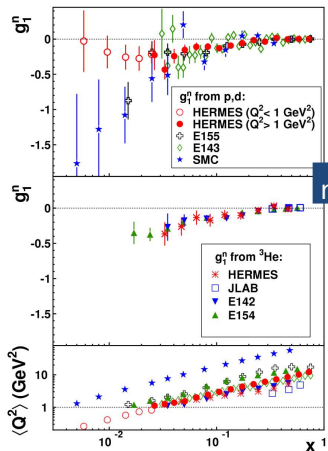 g₁ⁿ
0
-0.5
-1
-1.5
g₁ⁿ from p,d:
HERMES (Q²< 1 GeV²)
HERMES (Q²> 1 GeV²)
E155
E143
SMC
g₁ⁿ
0
-0.5
-1
-1.5
g₁ⁿ from ³He:
HERMES
JLAB
E142
E154
⟨Q²⟩ (GeV²)
10
1
10⁻²
10⁻¹
x
1